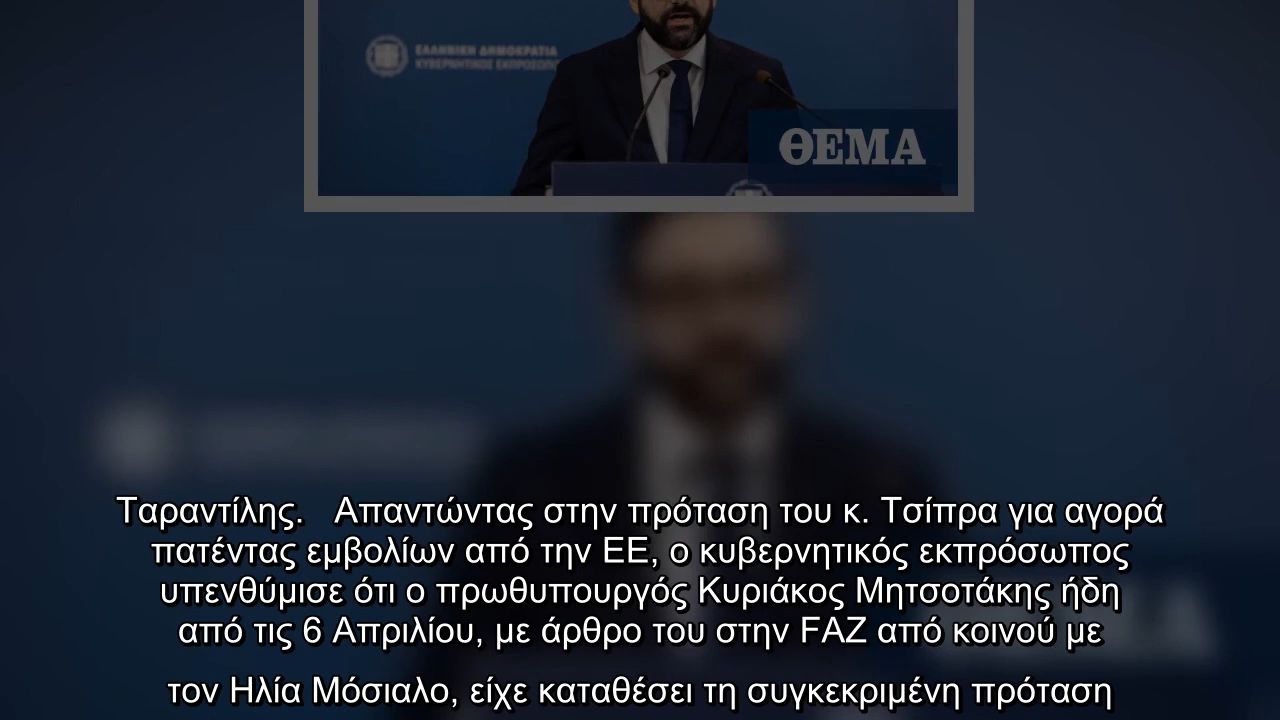 ΕΛΛΗΝΙΚΗ ΔΗΜΟΚΡΑΤΙΑ
ΚΥΒΕΡΝΗΤΙΚΟΣ
ΘΕΜΑ
Ταραντίλης. Απαντώντας στην πρόταση του κ. Τσίπρα για αγορά
πατέντας εμβολίων από την ΕΕ, ο κυβερνητικός εκπρόσωπος
υπενθύμισε ότι ο πρωθυπουργός Κυριάκος Μητσοτάκης ήδη
από τις 6 Απριλίου, με άρθρο του στην FAZ από κοινού με
τον Ηλία Μόσιαλο, είχε καταθέσει τη συγκεκριμένη πρόταση